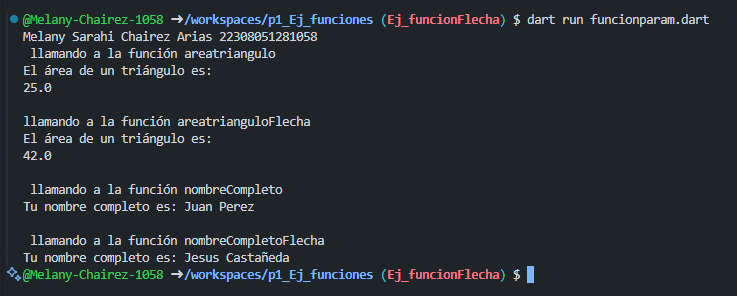 @Melany-Chairez-1058 ➜/workspaces/p1_Ej_funciones (Ej_funcionFlecha) $ dart run funcionparam.dart
Melany Sarahi Chairez Arias 22308051281058
llamando a la función areatriangulo
El área de un triángulo es:
25.0
llamando a la función areatrianguloFlecha
El área de un triángulo es:
42.0
llamando a la función nombreCompleto
Tu nombre completo es: Juan Perez
llamando a la función nombreCompletoFlecha
Tu nombre completo es: Jesus Castañeda
@Melany-Chairez-1058 ➜/workspaces/p1_Ej_funciones (Ej_funcionFlecha) $